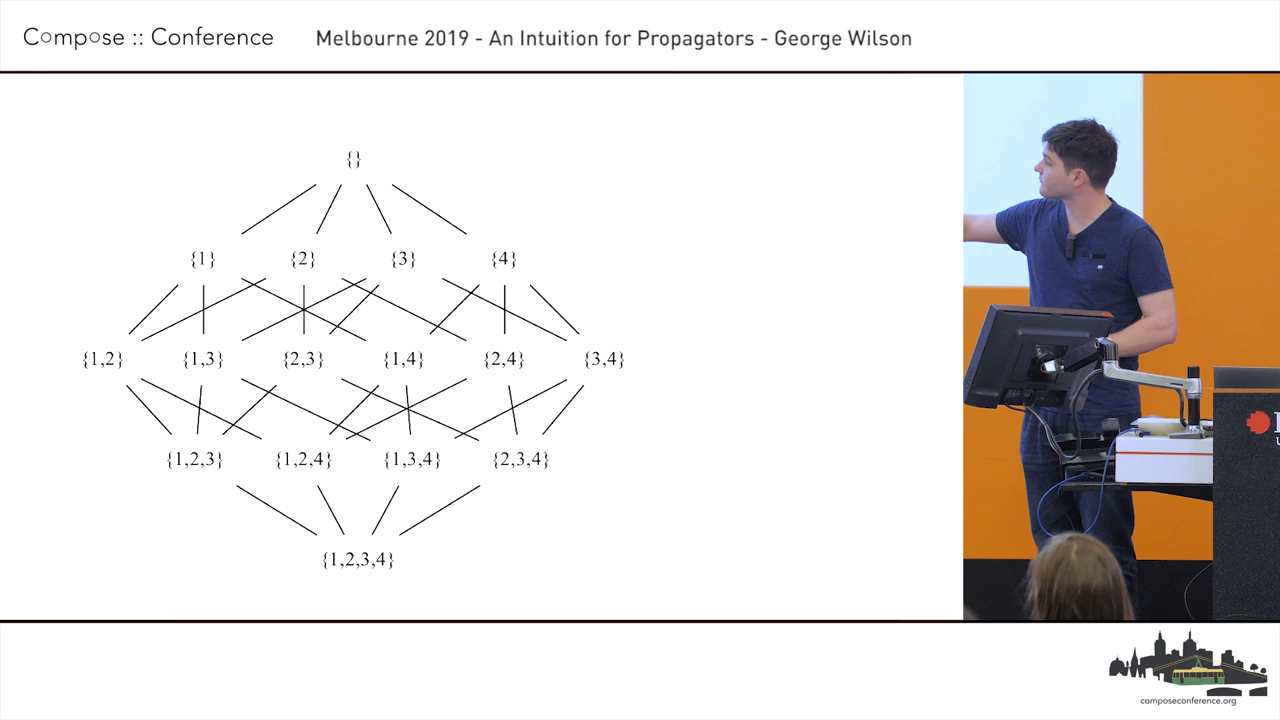 Compose :: Conference
Melbourne 2019 - An Intuition for Propagators - George Wilson
{}
{1} {2} {3} {4}
{1,2} {1,3} {2,3} {1,4} {2,4} {3,4}
{1,2,3} {1,2,4} {1,3,4} {2,3,4}
{1,2,3,4}
composeconference.org